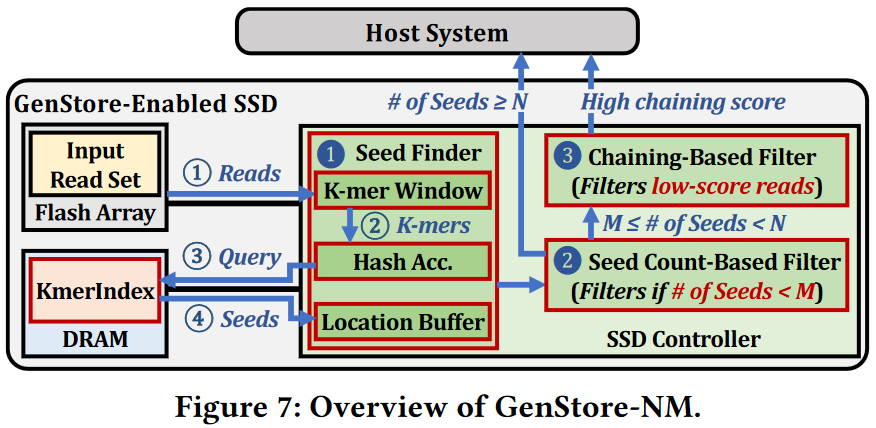 Host System
GenStore-Enabled SSD
# of Seeds ≥ N
High chaining score
Input
Read Set
Flash Array
① Reads
❶ Seed Finder
K-mer Window
② K-mers
Hash Acc.
③ Query
KmerIndex
DRAM
④ Seeds
Location Buffer
❸ Chaining-Based Filter
(Filters low-score reads)
M ≤ # of Seeds < N
❷ Seed Count-Based Filter
(Filters if # of Seeds < M)
SSD Controller
Figure 7: Overview of GenStore-NM.